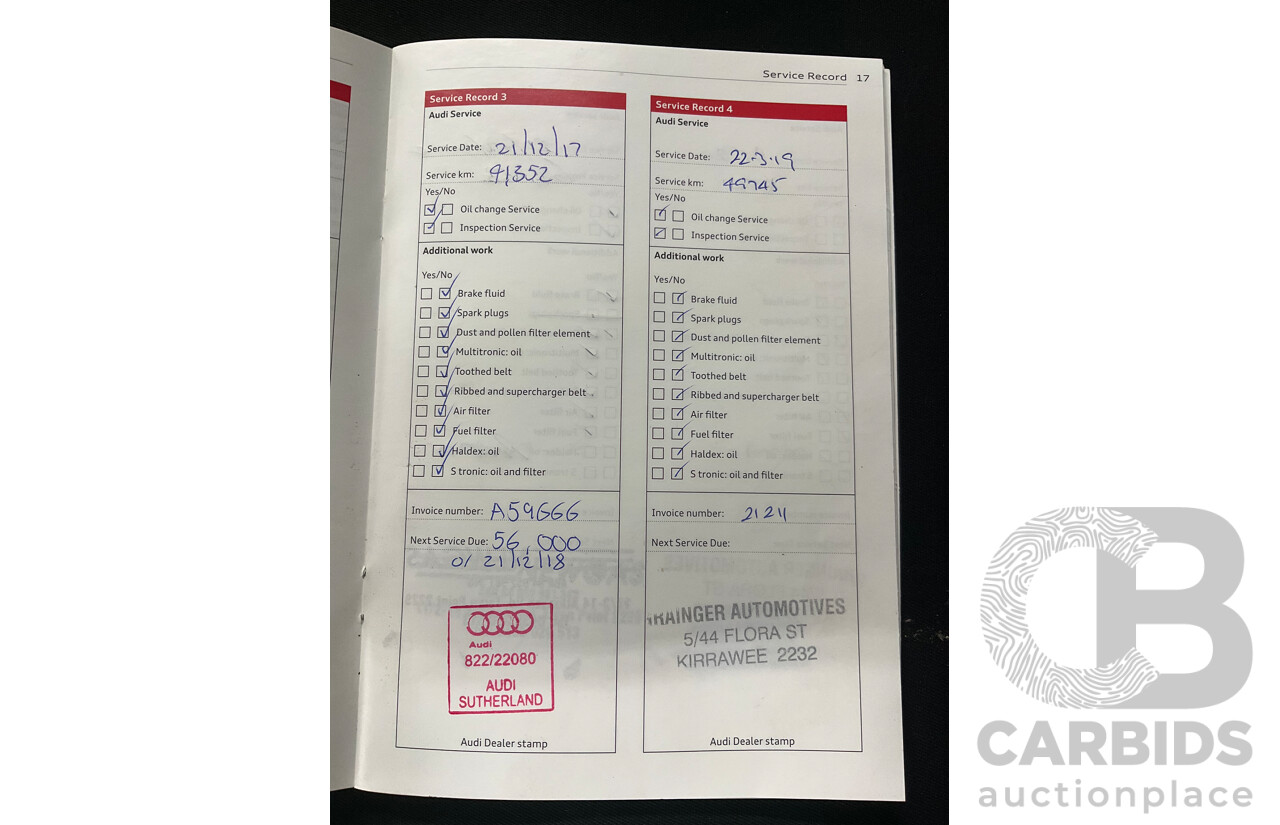 Service Record 17
Service Record 3
Audi Service
Service Date: 21/12/17
Service km: 41352
Yes/No
Oil change Service
Inspection Service
Additional work
Yes/No
Brake fluid
Spark plugs
Dust and pollen filter element
Multitronic: oil
Toothed belt
Ribbed and supercharger belt
Air filter
Fuel filter
Haldex: oil
S tronic: oil and filter
Invoice number: A59666
Next Service Due: 56,000
01 21/12/18
Audi
822/22080
AUDI
SUTHERLAND
Audi Dealer stamp
Service Record 4
Audi Service
Service Date: 22-3-19
Service km: 49745
Yes/No
Oil change Service
Inspection Service
Additional work
Yes/No
Brake fluid
Spark plugs
Dust and pollen filter element
Multitronic: oil
Toothed belt
Ribbed and supercharger belt
Air filter
Fuel filter
Haldex: oil
S tronic: oil and filter
Invoice number: 21211
Next Service Due:
AUTOMOTIVES
5/44 FLORA ST
KIRRAWEE 2232
Audi Dealer stamp
CB
CARBIDS
auctionplace